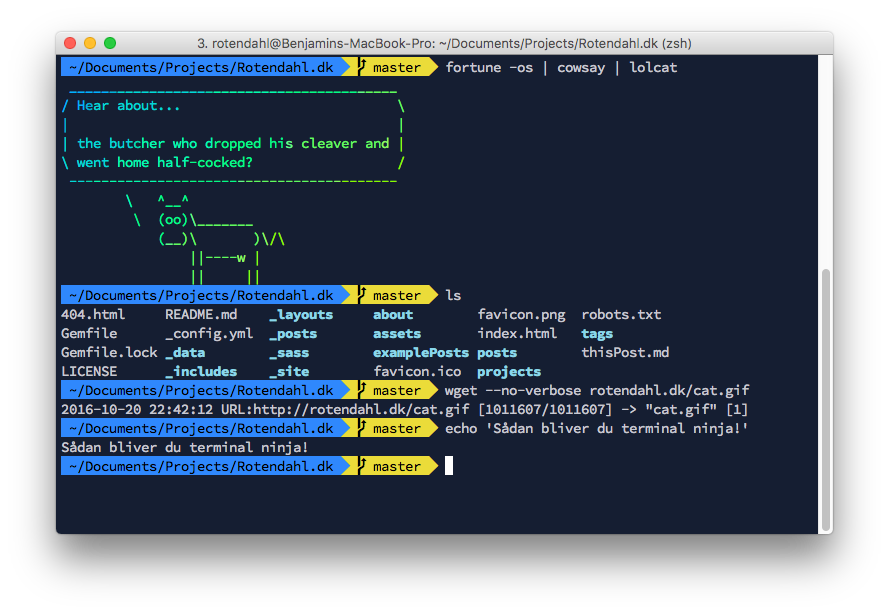 3. rotendahl@Benjamins-MacBook-Pro: ~/Documents/Projects/Rotendahl.dk (zsh)
~/Documents/Projects/Rotendahl.dk master fortune -os | cowsay | lolcat
 _________________________________________
/ Hear about...                           \
|                                         |
| the butcher who dropped his cleaver and |
\ went home half-cocked?                  /
 -----------------------------------------
        \   ^__^
         \  (oo)\_______
            (__)\       )\/\
                ||----w |
                ||     ||
~/Documents/Projects/Rotendahl.dk master ls
404.html README.md _layouts about favicon.png robots.txt
Gemfile _config.yml _posts assets index.html tags
Gemfile.lock _data _sass examplePosts posts thisPost.md
LICENSE _includes _site favicon.ico projects
~/Documents/Projects/Rotendahl.dk master wget --no-verbose rotendahl.dk/cat.gif
2016-10-20 22:42:12 URL:http://rotendahl.dk/cat.gif [1011607/1011607] -> "cat.gif" [1]
~/Documents/Projects/Rotendahl.dk master echo 'Sådan bliver du terminal ninja!'
Sådan bliver du terminal ninja!
~/Documents/Projects/Rotendahl.dk master